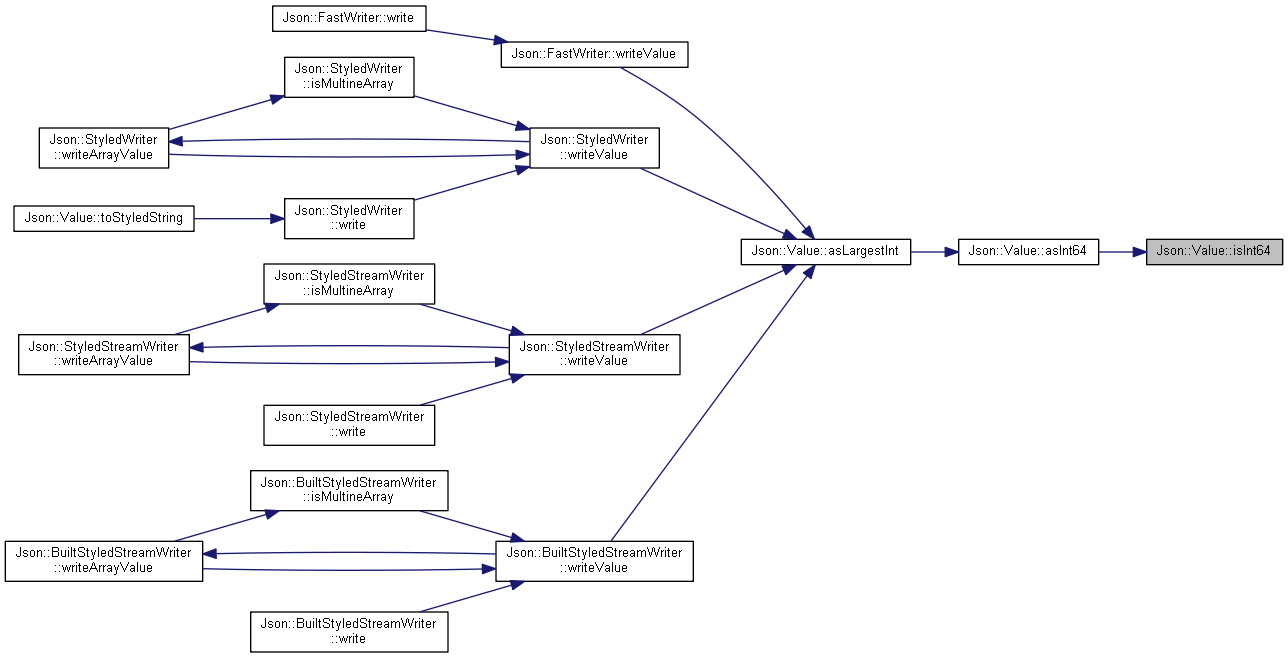 Json::FastWriter::write
Json::FastWriter::writeValue
Json::StyledWriter
::isMultineArray
Json::StyledWriter
::writeArrayValue
Json::StyledWriter
::writeValue
Json::Value::toStyledString
Json::StyledWriter
::write
Json::Value::asLargestInt
Json::Value::asInt64
Json::Value::isInt64
Json::StyledStreamWriter
::isMultineArray
Json::StyledStreamWriter
::writeArrayValue
Json::StyledStreamWriter
::writeValue
Json::StyledStreamWriter
::write
Json::BuiltStyledStreamWriter
::isMultineArray
Json::BuiltStyledStreamWriter
::writeArrayValue
Json::BuiltStyledStreamWriter
::writeValue
Json::BuiltStyledStreamWriter
::write